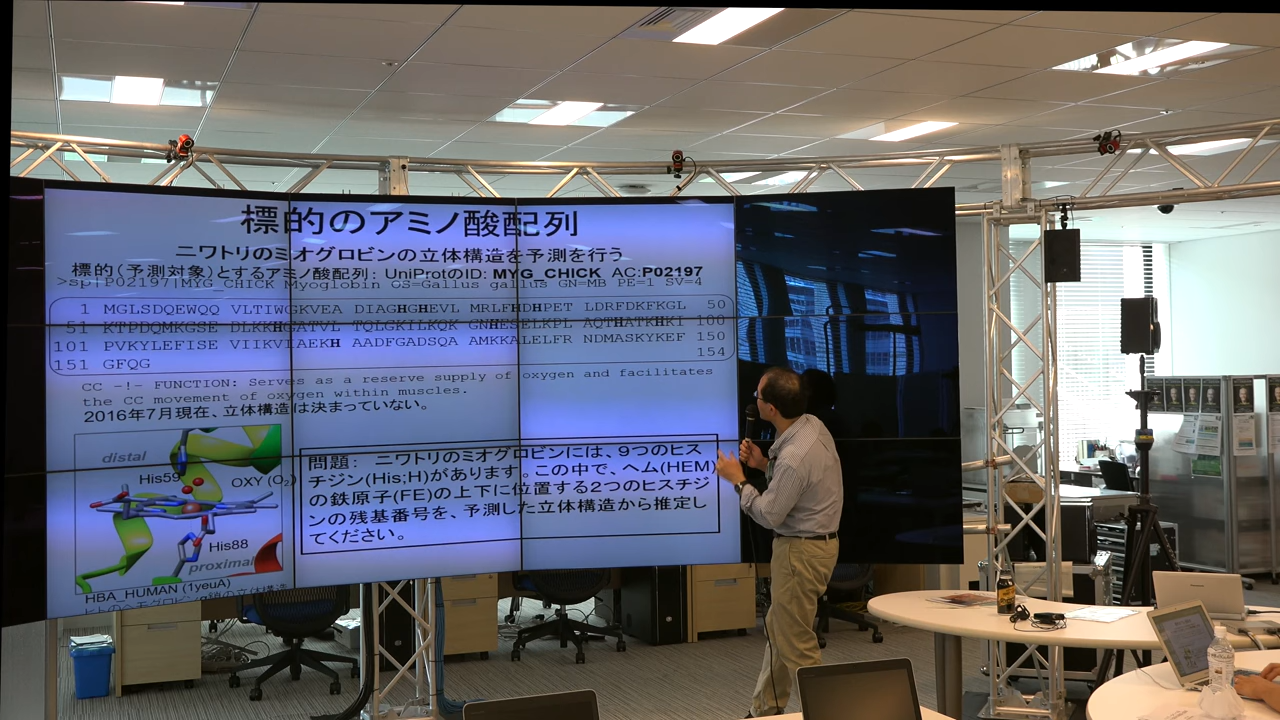 標的のアミノ酸配列
ニワトリのミオグロビンの立体構造を予測を行う
標的(予測対象)とするアミノ酸配列: UniProtID: MYG_CHICK AC:P02197
>sp|P02197|MYG_CHICK Myoglobin OS=Gallus gallus GN=MB PE=1 SV=4
1 MGLSDQEWQQ VLTIWGKVEA DIAGHGHEVL MRLFHDHPET LDRFDKFKGL 50
51 KTPDQMKGSE DLKKHGATVL TQLGKILKQK GNHESELKPL AQTHATKHKI 100
101 PVKYLEFISE VIIKVIAEKH AADFGADSQA AMKKALELFR NDMASKYKEF 150
151 GFQG 154
CC -!- FUNCTION: Serves as a reserve supply of oxygen and facilitates
the CC movement of oxygen within muscles.
2016年7月現在、立体構造は決まっていない。
distal
His59
OXY (O2)
His88
proximal
HBA_HUMAN (1yeuA)
問題: ニワトリのミオグロビンには、9つのヒス
チジン(His;H)があります。この中で、ヘム(HEM)
の鉄原子(FE)の上下に位置する2つのヒスチジ
ンの残基番号を、予測した立体構造から推定し
てください。